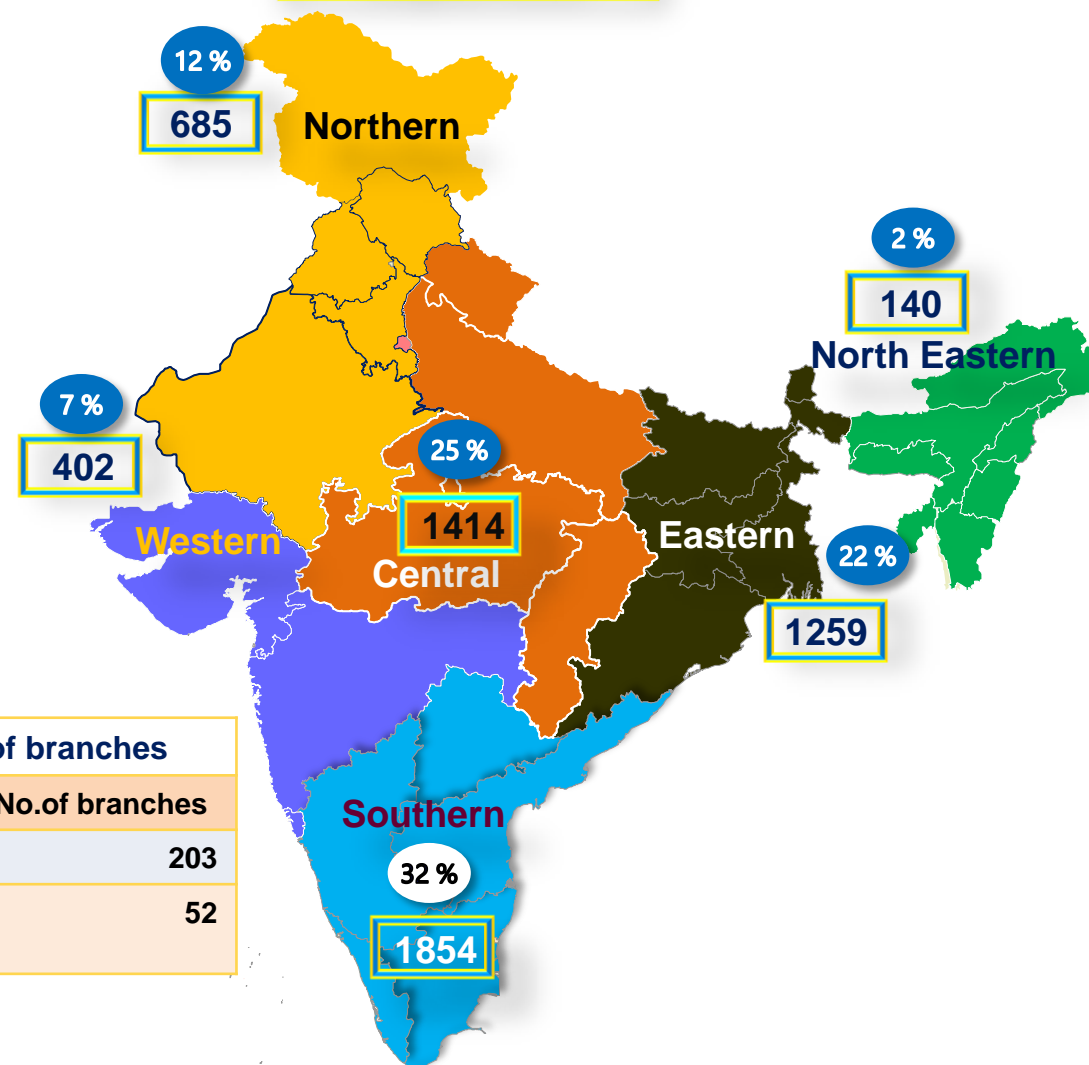 12 %
685
Northern
2 %
140
North Eastern
7 %
402
25 %
1414
Western
Central
Eastern
22 %
1259
of branches
No.of branches
203
52
Southern
32 %
1854